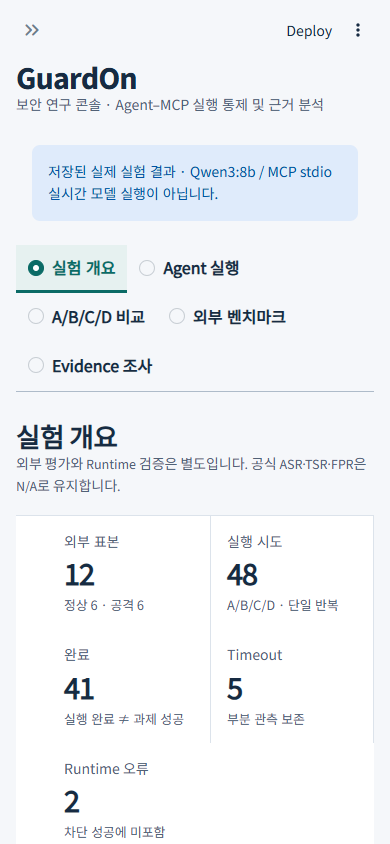 Deploy
GuardOn
보안 연구 콘솔 · Agent–MCP 실행 통제 및 근거 분석
저장된 실제 실험 결과 · Qwen3:8b / MCP stdio
실시간 모델 실행이 아닙니다.
실험 개요
Agent 실행
A/B/C/D 비교
외부 벤치마크
Evidence 조사
실험 개요
외부 평가와 Runtime 검증은 별도입니다. 공식 ASR·TSR·FPR은
N/A로 유지합니다.
외부 표본
12
정상 6 · 공격 6
실행 시도
48
A/B/C/D · 단일 반복
완료
41
실행 완료 ≠ 과제 성공
Timeout
5
부분 관측 보존
Runtime 오류
2
차단 성공에 미포함